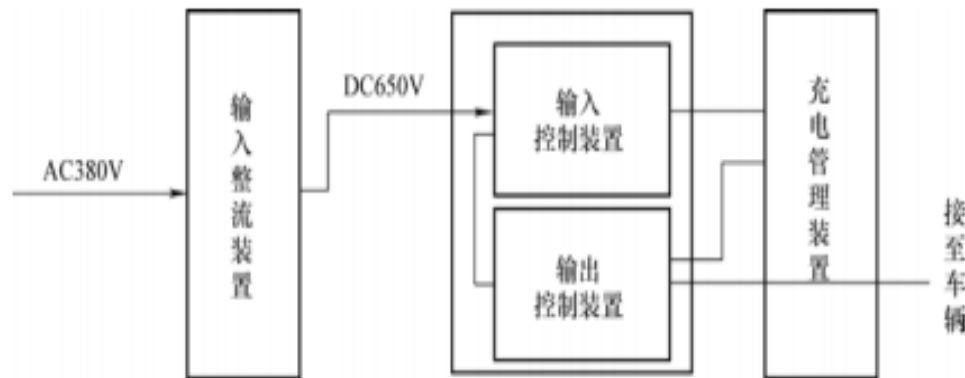 AC380V
输入整流装置
DC650V
输入
控制装置
输出
控制装置
充电管理装置
接至车辆